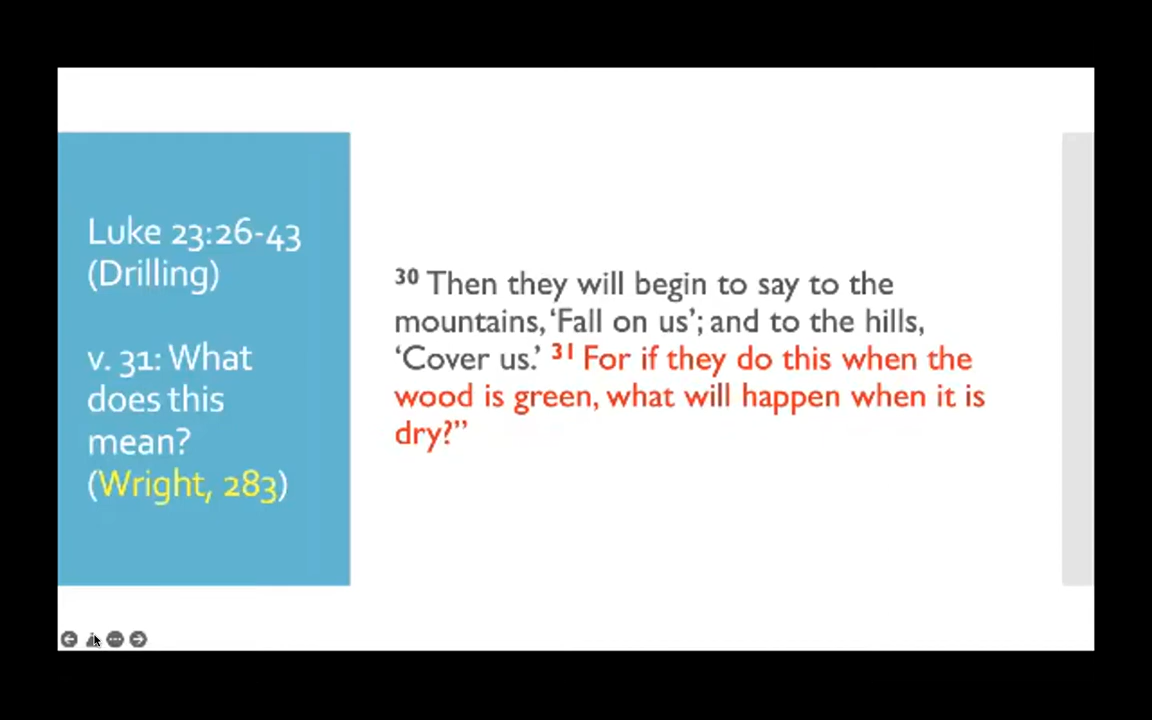 Luke 23:26-43
(Drilling)
v. 31: What
does this
mean?
(Wright, 283)
30 Then they will begin to say to the
mountains, ‘Fall on us’; and to the hills,
‘Cover us.’ 31 For if they do this when the
wood is green, what will happen when it is
dry?”